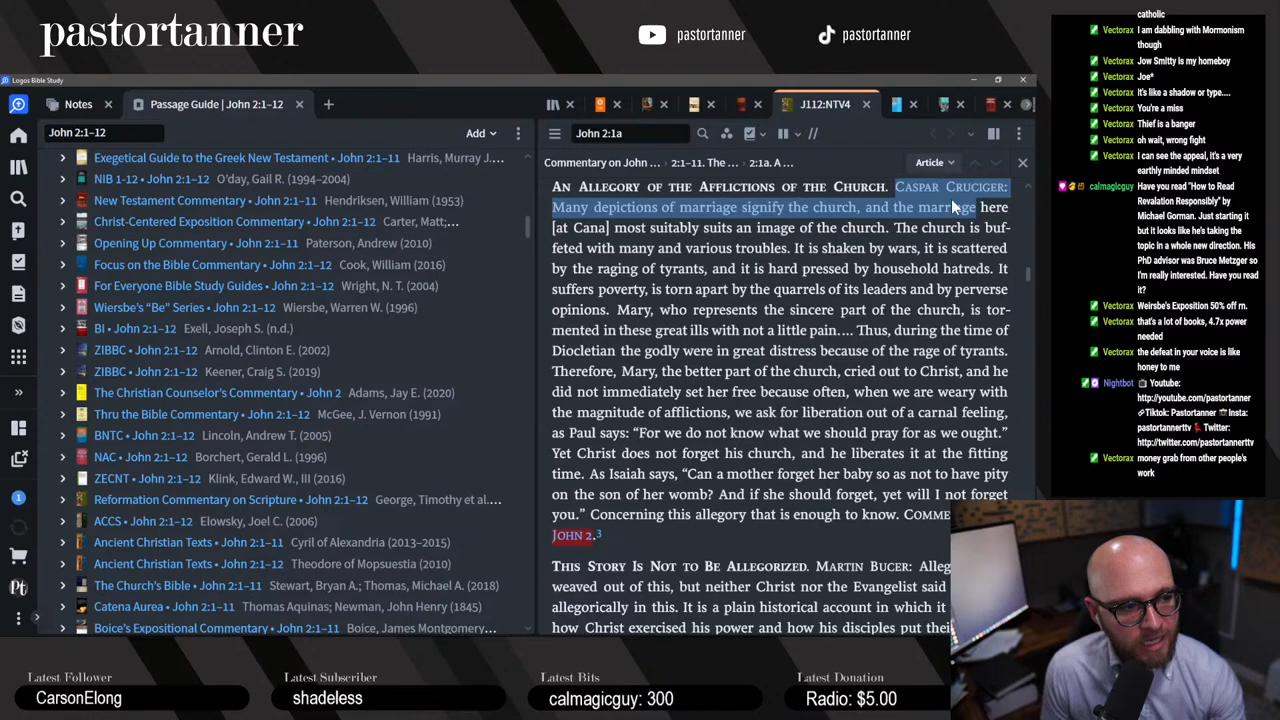 pastortanner
pastortanner
pastortanner
Logos Bible Study
Notes
Passage Guide | John 2:1–12
J112:NTV4
John 2:1–12
Add
John 2:1a
Exegetical Guide to the Greek New Testament • John 2:1–11 Harris, Murray J....
NIB 1-12 • John 2:1–12 O'day, Gail R. (1994–2004)
New Testament Commentary • John 2:1–11 Hendriksen, William (1953)
Christ-Centered Exposition Commentary • John 2:1–12 Carter, Matt;...
Opening Up Commentary • John 2:1–12 Paterson, Andrew (2010)
Focus on the Bible Commentary • John 2:1–12 Cook, William (2016)
For Everyone Bible Study Guides • John 2:1–12 Wright, N. T. (2004)
Wiersbe's “Be” Series • John 2:1–12 Wiersbe, Warren W. (1996)
BI • John 2:1–12 Exell, Joseph S. (n.d.)
ZIBBC • John 2:1–12 Arnold, Clinton E. (2002)
ZIBBC • John 2:1–12 Keener, Craig S. (2019)
The Christian Counselor's Commentary • John 2 Adams, Jay E. (2020)
Thru the Bible Commentary • John 2:1–12 McGee, J. Vernon (1991)
BNTC • John 2:1–12 Lincoln, Andrew T. (2005)
NAC • John 2:1–12 Borchert, Gerald L. (1996)
ZECNT • John 2:1–12 Klink, Edward W., III (2016)
Reformation Commentary on Scripture • John 2:1–12 George, Timothy et al....
ACCS • John 2:1–12 Elowsky, Joel C. (2006)
Ancient Christian Texts • John 2:1–11 Cyril of Alexandria (2013–2015)
Ancient Christian Texts • John 2:1–12 Theodore of Mopsuestia (2010)
The Church's Bible • John 2:1–11 Stewart, Bryan A.; Thomas, Michael A. (2018)
Catena Aurea • John 2:1–11 Thomas Aquinas; Newman, John Henry (1845)
Boice's Expositional Commentary • John 2:1–11 Boice, James Montgomery...
Commentary on John ... › 2:1–11. The ... › 2:1a. A ...
Article
An Allegory of the Afflictions of the Church. Caspar Cruciger:
Many depictions of marriage signify the church, and the marriage here
[at Cana] most suitably suits an image of the church. The church is buf-
feted with many and various troubles. It is shaken by wars, it is scattered
by the raging of tyrants, and it is hard pressed by household hatreds. It
suffers poverty, is torn apart by the quarrels of its leaders and by perverse
opinions. Mary, who represents the sincere part of the church, is tor-
mented in these great ills with not a little pain.... Thus, during the time of
Diocletian the godly were in great distress because of the rage of tyrants.
Therefore, Mary, the better part of the church, cried out to Christ, and he
did not immediately set her free because often, when we are weary with
the magnitude of afflictions, we ask for liberation out of a carnal feeling,
as Paul says: “For we do not know what we should pray for as we ought.”
Yet Christ does not forget his church, and he liberates it at the fitting
time. As Isaiah says, “Can a mother forget her baby so as not to have pity
on the son of her womb? And if she should forget, yet will I not forget
you.” Concerning this allegory that is enough to know. Comme
John 2.3
This Story Is Not to Be Allegorized. Martin Bucer: Alleg
weaved out of this, but neither Christ nor the Evangelist said
allegorically in this. It is a plain historical account in which it
how Christ exercised his power and how his disciples put their
1
Pt
catholic
Vectorax I am dabbling with Mormonism
though
Vectorax Jow Smitty is my homeboy
Vectorax Joe*
Vectorax It's like a shadow or type....
Vectorax You're a miss
Vectorax Thief is a banger
Vectorax oh wait, wrong fight
Vectorax I can see the appeal, it's a very
earthly minded mindset
calmagicguy Have you read "How to Read
Revalation Responsibly" by
Michael Gorman. Just starting it
but it looks like he's taking the
topic in a whole new direction. His
PhD advisor was Bruce Metzger so
I'm really interested. Have you read
it?
Vectorax Weirsbe's Exposition 50% off rn.
Vectorax that's a lot of books, 4.7x power
needed
Vectorax the defeat in your voice is like
honey to me
Nightbot Youtube:
http://youtube.com/pastortanner
Tiktok: Pastortanner Insta:
pastortannerttv Twitter:
http://twitter.com/pastortannerttv
Vectorax money grab from other people's
work
Latest Follower
CarsonElong
Latest Subscriber
shadeless
Latest Bits
calmagicguy: 300
Latest Donation
Radio: $5.00